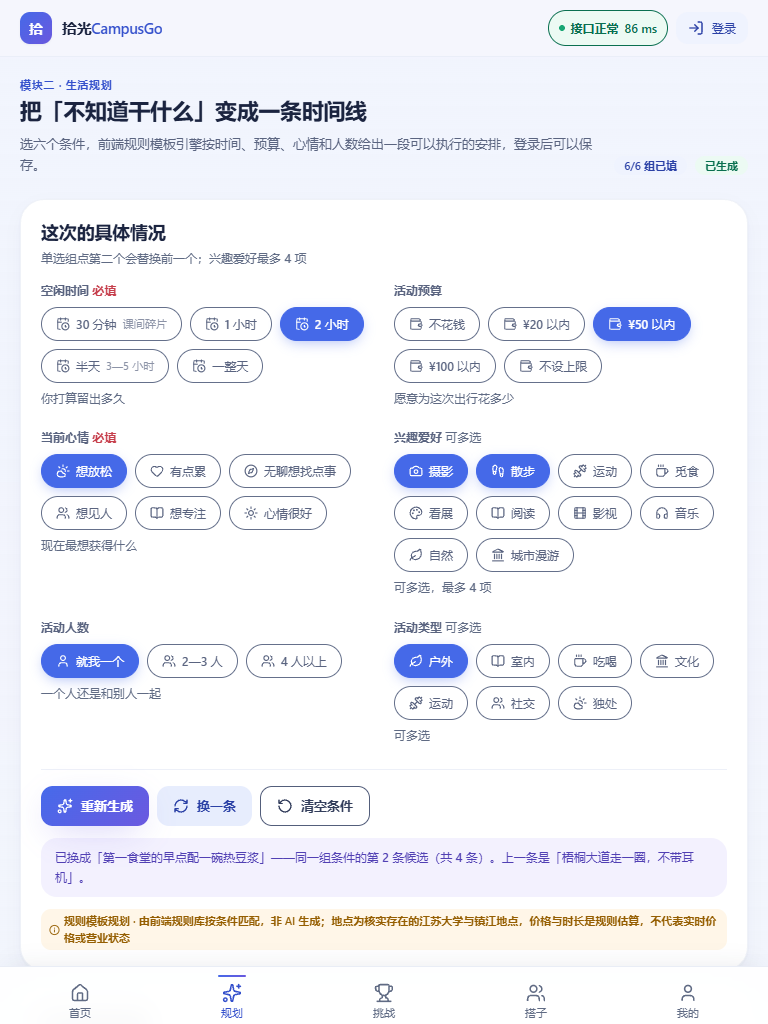 拾 拾光CampusGo
接口正常 86 ms
登录
模块二 · 生活规划
把「不知道干什么」变成一条时间线
选六个条件，前端规则模板引擎按时间、预算、心情和人数给出一段可以执行的安排，登录后可以保
存。
6/6 组已填
已生成
这次的具体情况
单选组点第二个会替换前一个；兴趣爱好最多 4 项
空闲时间 必填
30 分钟 课间碎片
1 小时
2 小时
半天 3—5 小时
一整天
你打算留出多久
活动预算
不花钱
¥20 以内
¥50 以内
¥100 以内
不设上限
愿意为这次出行花多少
当前心情 必填
想放松
有点累
无聊想找点事
想见人
想专注
心情很好
现在最想获得什么
兴趣爱好 可多选
摄影
散步
运动
觅食
看展
阅读
影视
音乐
自然
城市漫游
可多选，最多 4 项
活动人数
就我一个
2—3 人
4 人以上
一个人还是和别人一起
活动类型 可多选
户外
室内
吃喝
文化
运动
社交
独处
可多选
重新生成
换一条
清空条件
已换成「第一食堂的早点配一碗热豆浆」——同一组条件的第 2 条候选（共 4 条）。上一条是「梧桐大道走一圈，不带耳
机」。
规则模板规划 · 由前端规则库按条件匹配，非 AI 生成；地点为核实存在的江苏大学与镇江地点，价格与时长是规则估算，不代表实时价
格或营业状态
首页
规划
挑战
搭子
我的